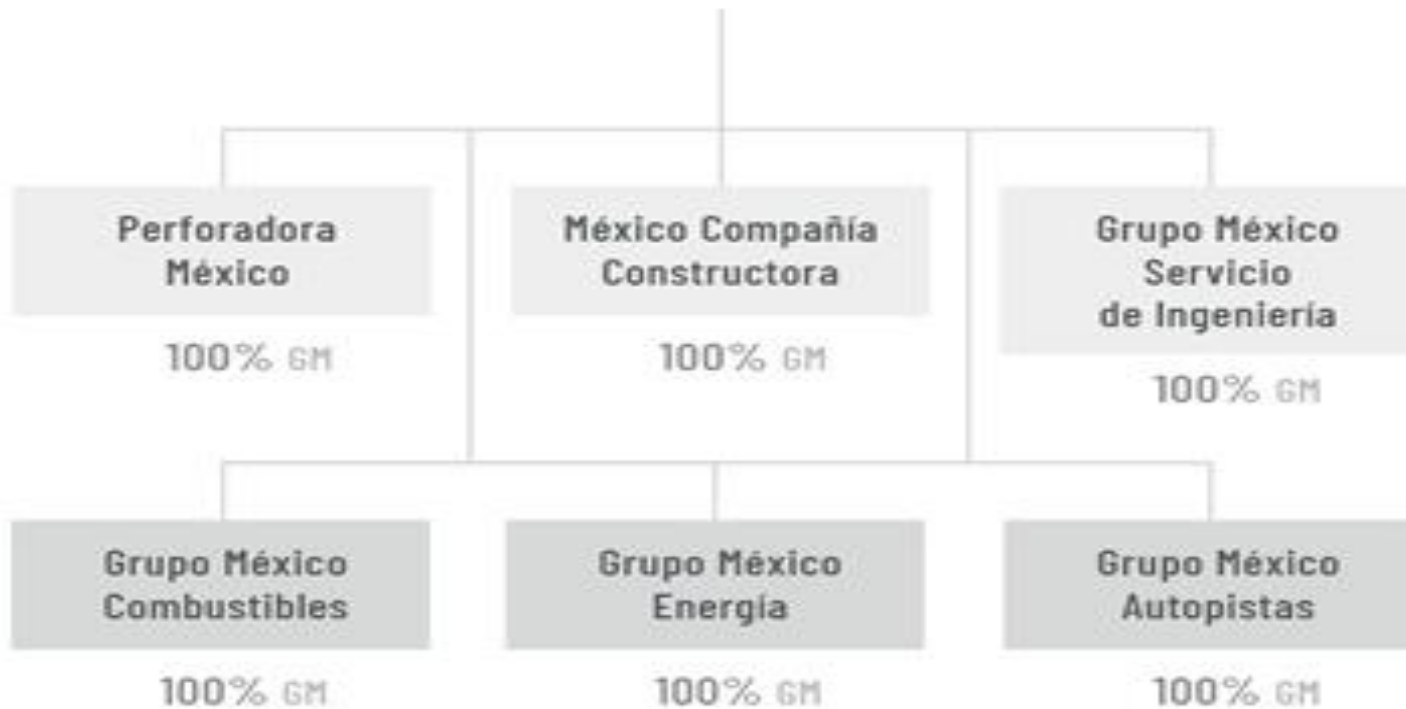 Perforadora
México
100% GM
México Compañía
Constructora
100% GM
Grupo México
Servicio
de Ingeniería
100% GM
Grupo México
Combustibles
100% GM
Grupo México
Energía
100% GM
Grupo México
Autopistas
100% GM